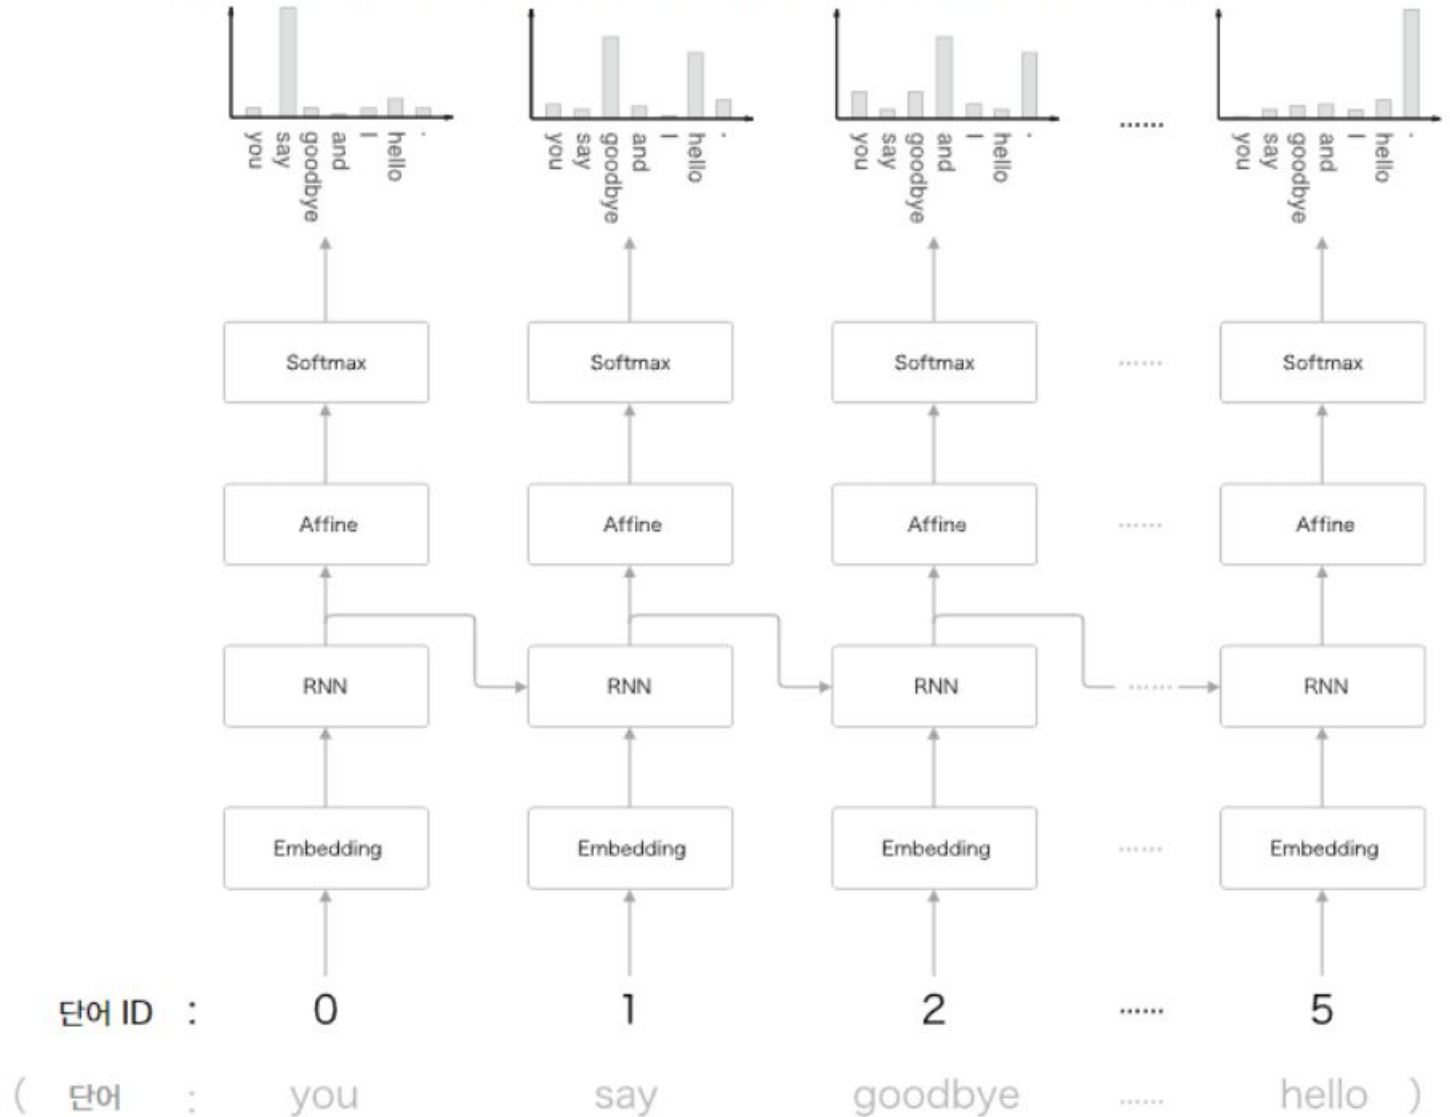 you say goodbye and I hello .
you say goodbye and I hello .
you say goodbye and I hello .
......
you say goodbye and I hello .
Softmax Softmax Softmax ...... Softmax
Affine Affine Affine ...... Affine
RNN RNN RNN ...... RNN
Embedding Embedding Embedding ...... Embedding
단어 ID : 0 1 2 ...... 5
( 단어 : you say goodbye ...... hello )